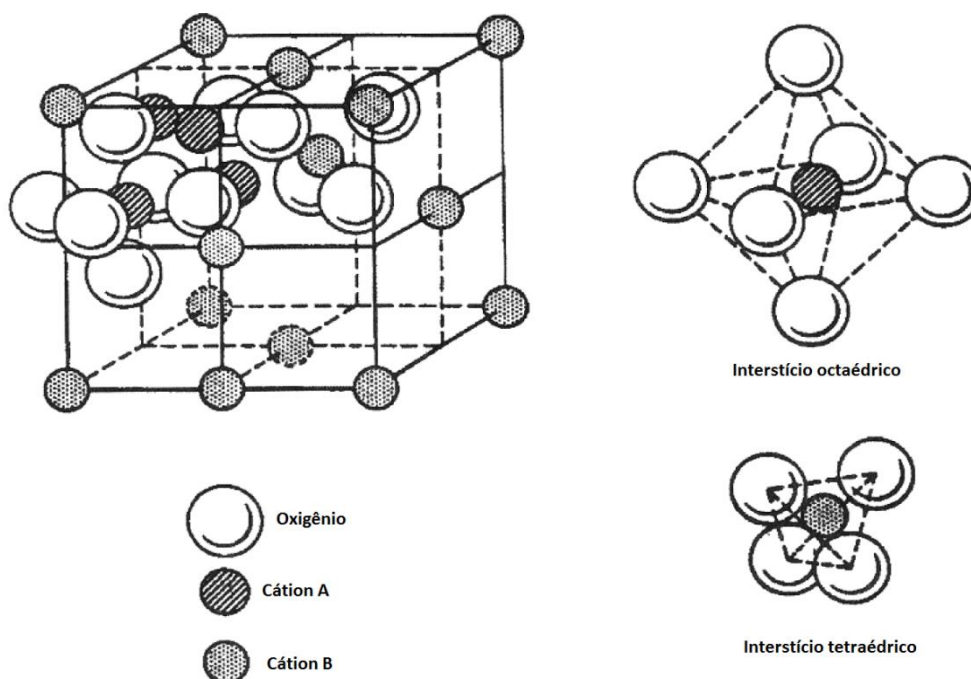 Interstício octaédrico
Oxigênio
Cátion A
Interstício tetraédrico
Cátion B